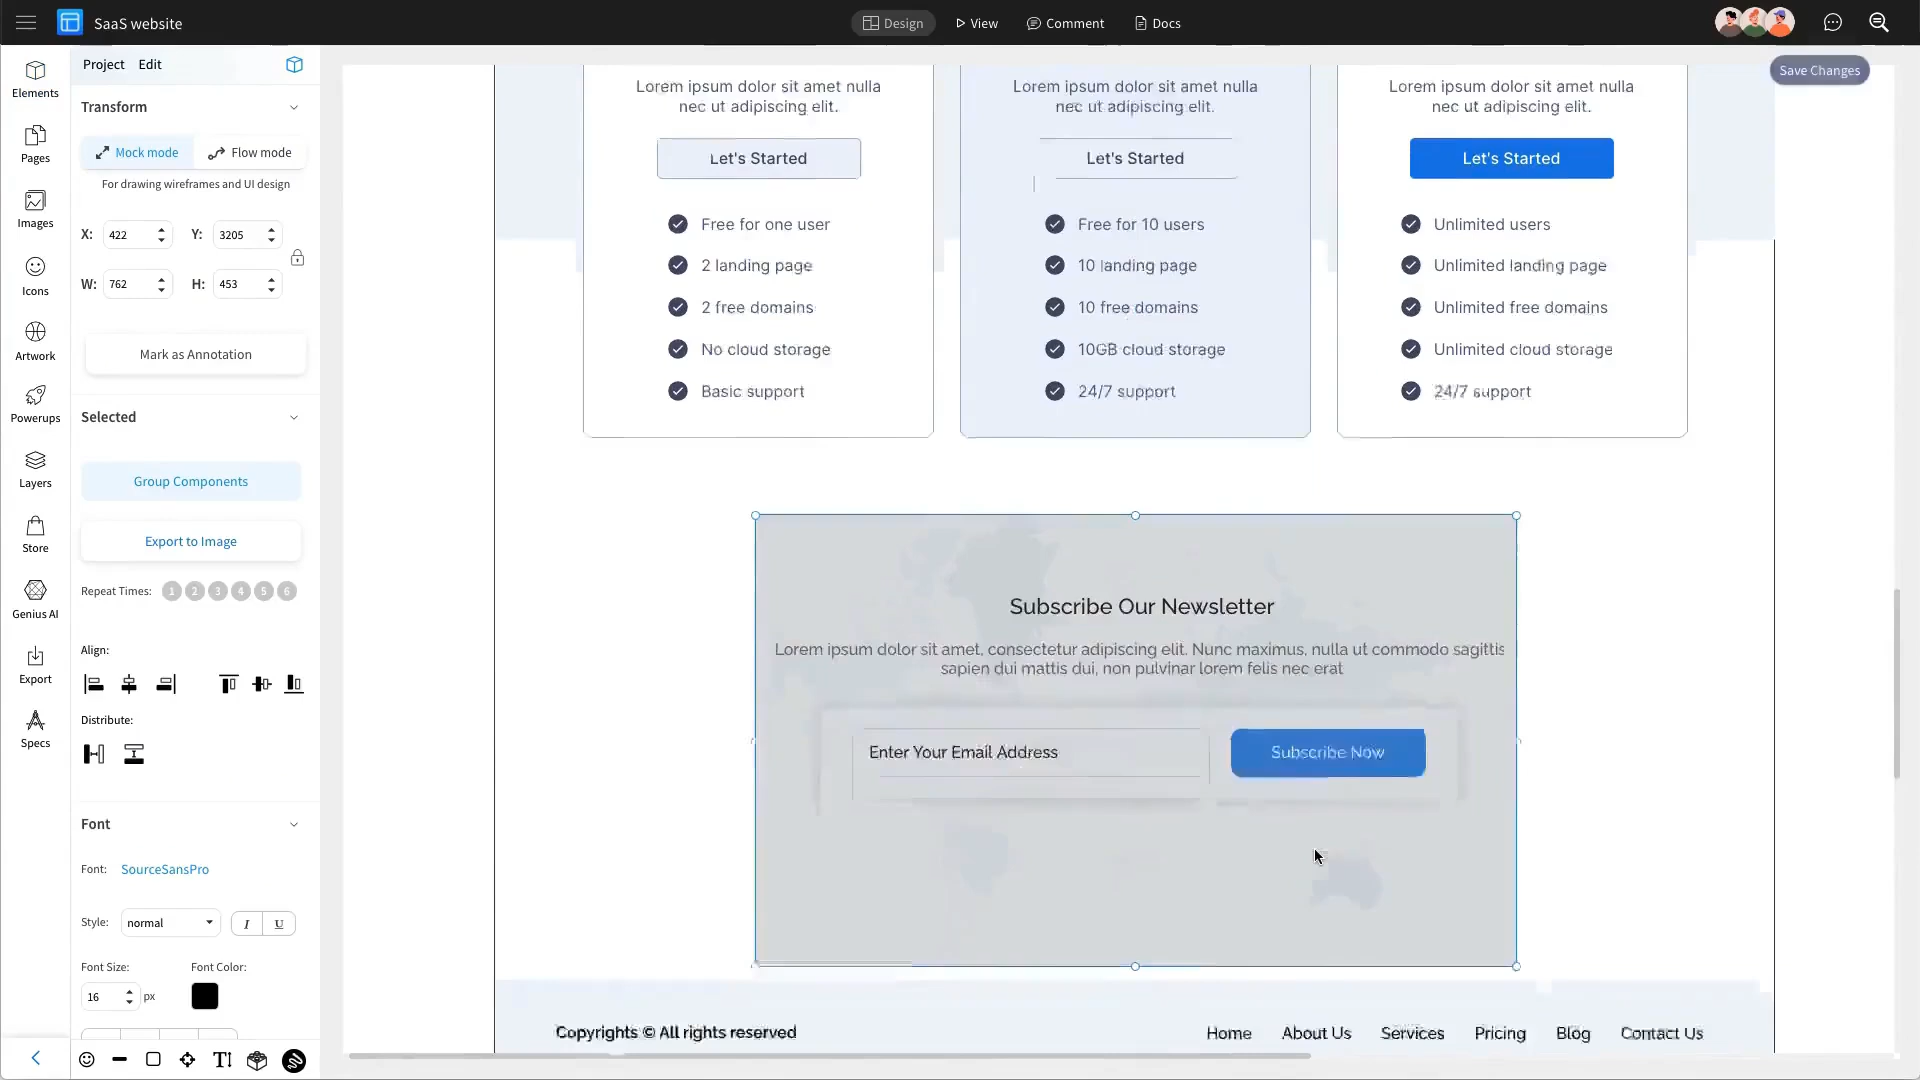 SaaS website
Design
View
Comment
Docs
Save Changes
Elements
Pages
Images
Icons
Artwork
Powerups
Layers
Store
Genius AI
Export
Specs
Project Edit
Transform
Mock mode
Flow mode
For drawing wireframes and UI design
X: 422 Y: 3205
W: 762 H: 453
Mark as Annotation
Selected
Group Components
Export to Image
Repeat Times: 1 2 3 4 5 6
Align:
Distribute:
Font
Font: SourceSansPro
Style: normal I U
Font Size: Font Color:
16 px
T
Lorem ipsum dolor sit amet nulla
nec ut adipiscing elit.
Let's Started
Free for one user
2 landing page
2 free domains
No cloud storage
Basic support
Lorem ipsum dolor sit amet nulla
nec ut adipiscing elit.
Let's Started
Free for 10 users
10 landing page
10 free domains
10GB cloud storage
24/7 support
Lorem ipsum dolor sit amet nulla
nec ut adipiscing elit.
Let's Started
Unlimited users
Unlimited landing page
Unlimited free domains
Unlimited cloud storage
24/7 support
Subscribe Our Newsletter
Lorem ipsum dolor sit amet, consectetur adipiscing elit. Nunc maximus, nulla ut commodo sagittis
sapien dui mattis dui, non pulvinar lorem felis nec erat
Enter Your Email Address
Subscribe Now
Copyrights © All rights reserved
Home About Us Services Pricing Blog Contact Us